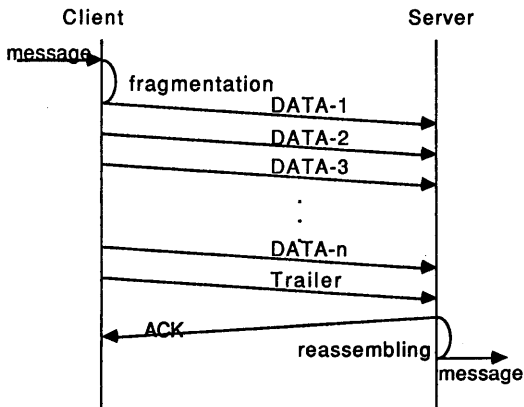 Client
Server
message
fragmentation
DATA-1
DATA-2
DATA-3
DATA-n
Trailer
ACK
reassembling
message